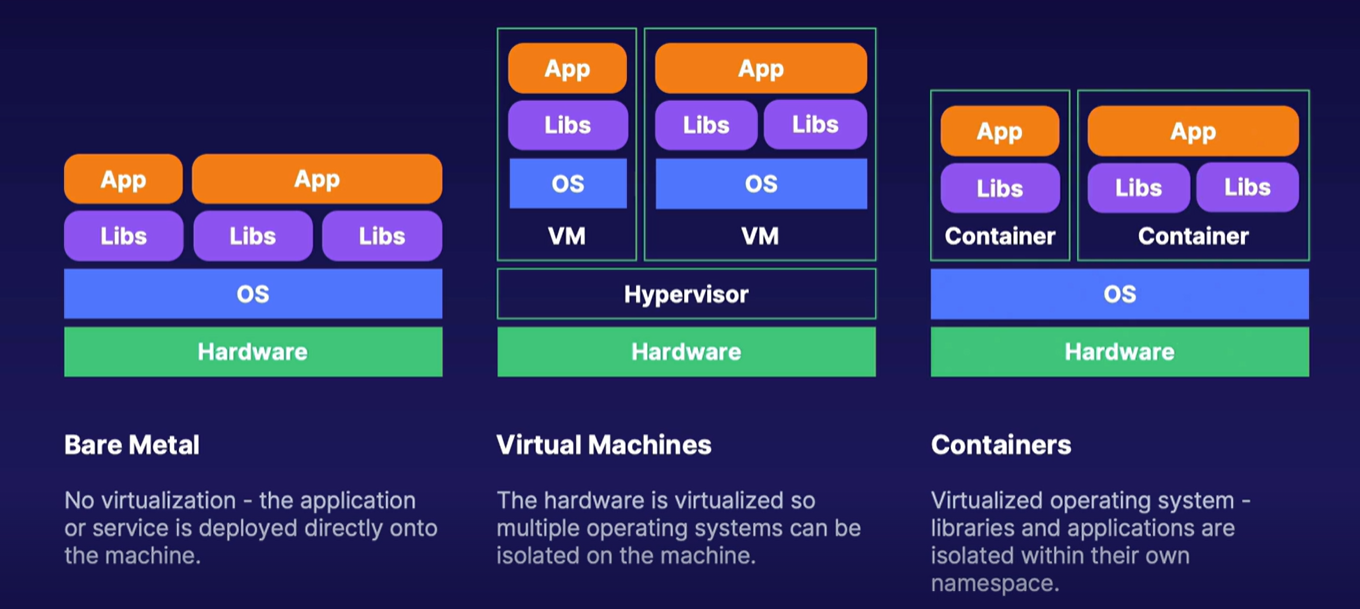 App App
Libs Libs Libs
OS
Hardware
Bare Metal
No virtualization - the application
or service is deployed directly onto
the machine.
App App
Libs Libs Libs
OS OS
VM VM
Hypervisor
Hardware
Virtual Machines
The hardware is virtualized so
multiple operating systems can be
isolated on the machine.
App App
Libs Libs Libs
Container Container
OS
Hardware
Containers
Virtualized operating system -
libraries and applications are
isolated within their own
namespace.